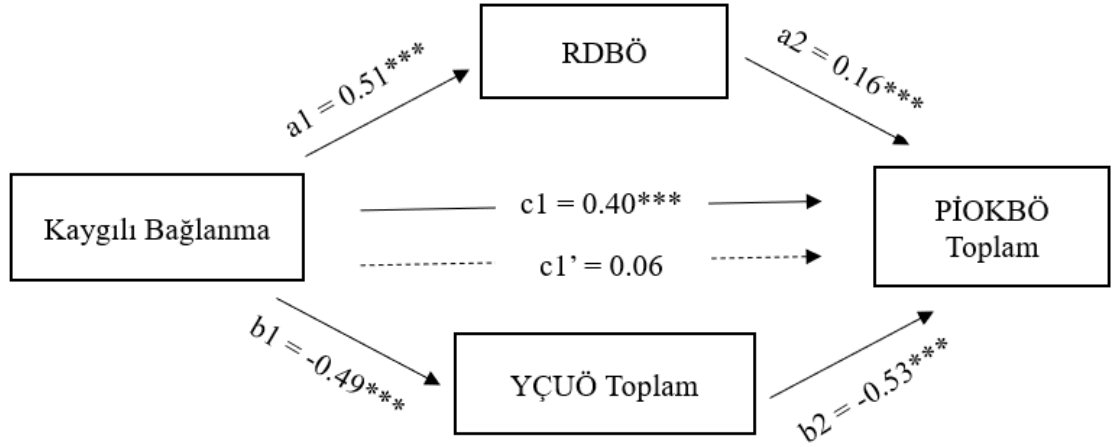 RDBÖ
a1 = 0.51***
a2 = 0.16***
Kaygılı Bağlanma
c1 = 0.40***
c1’ = 0.06
PİOKBÖ
Toplam
b1 = -0.49***
YÇUÖ Toplam
b2 = -0.53***